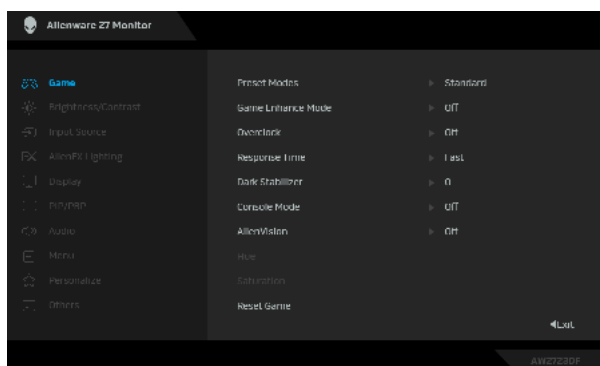 Alienware 27 Monitor
Game
Preset Modes Standard
Brightness/Contrast
Game Enhance Mode Off
Input Source
Overclock Off
AlienFX Lighting
Response Time Fast
Display
Dark Stabilizer 0
PIP/PBP
Console Mode Off
Audio
AlienVision Off
Menu
Hue
Personalize
Saturation
Others
Reset Game
Exit
AW2723DF